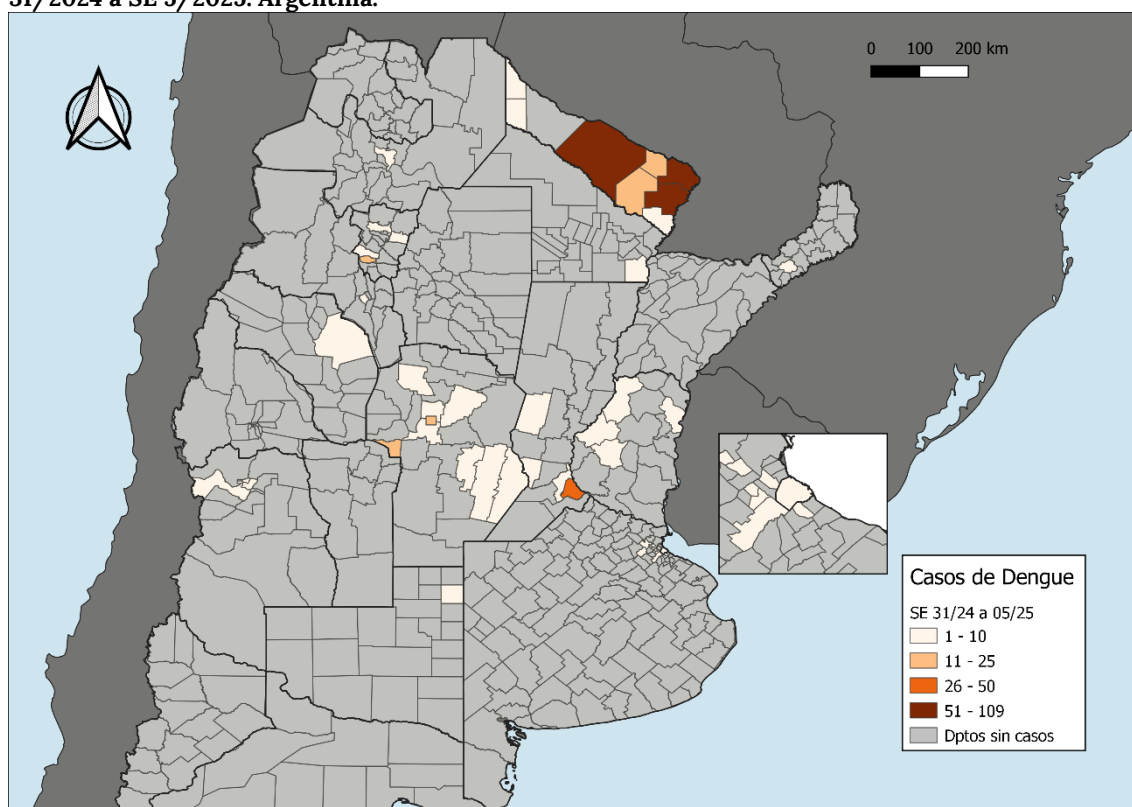 31/2024 a SE 5/2025. Argentina.
0 100 200 km
Casos de Dengue
SE 31/24 a 05/25
1 - 10
11 - 25
26 - 50
51 - 109
Dptos sin casos